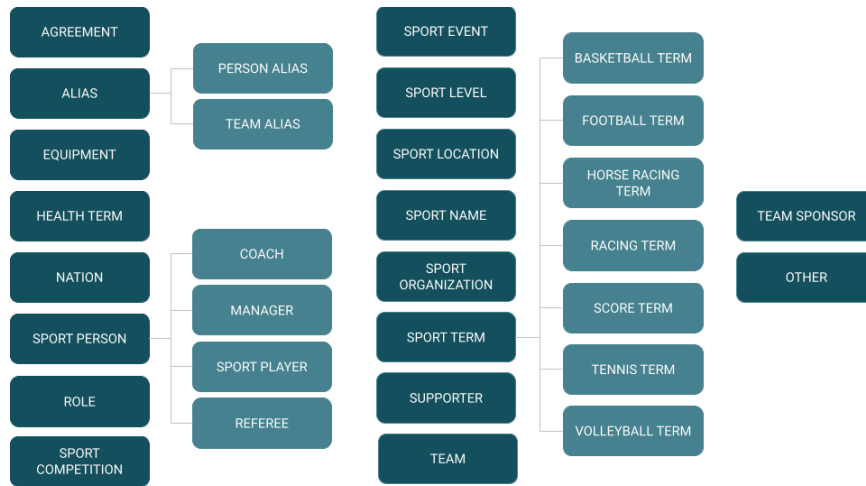 AGREEMENT
ALIAS
PERSON ALIAS
TEAM ALIAS
EQUIPMENT
HEALTH TERM
NATION
SPORT PERSON
COACH
MANAGER
SPORT PLAYER
REFEREE
ROLE
SPORT
COMPETITION
SPORT EVENT
SPORT LEVEL
SPORT LOCATION
SPORT NAME
SPORT
ORGANIZATION
SPORT TERM
BASKETBALL TERM
FOOTBALL TERM
HORSE RACING
TERM
RACING TERM
SCORE TERM
TENNIS TERM
VOLLEYBALL TERM
SUPPORTER
TEAM
TEAM SPONSOR
OTHER